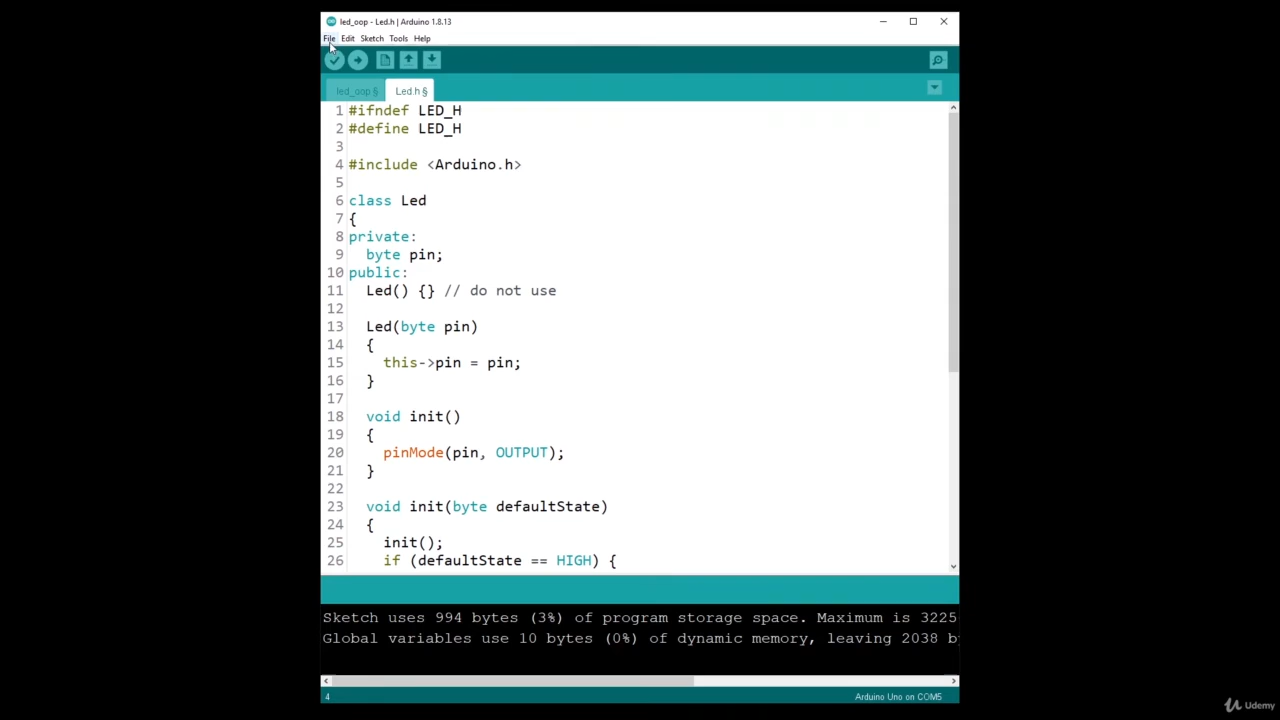 led_oop - Led.h | Arduino 1.8.13
File Edit Sketch Tools Help
led_oop § Led.h §
1 #ifndef LED_H
2 #define LED_H
3
4 #include <Arduino.h>
5
6 class Led
7 {
8 private:
9 byte pin;
10 public:
11 Led() {} // do not use
12
13 Led(byte pin)
14 {
15 this->pin = pin;
16 }
17
18 void init()
19 {
20 pinMode(pin, OUTPUT);
21 }
22
23 void init(byte defaultState)
24 {
25 init();
26 if (defaultState == HIGH) {
Sketch uses 994 bytes (3%) of program storage space. Maximum is 3225
Global variables use 10 bytes (0%) of dynamic memory, leaving 2038 b
4 Arduino Uno on COM5
Udemy